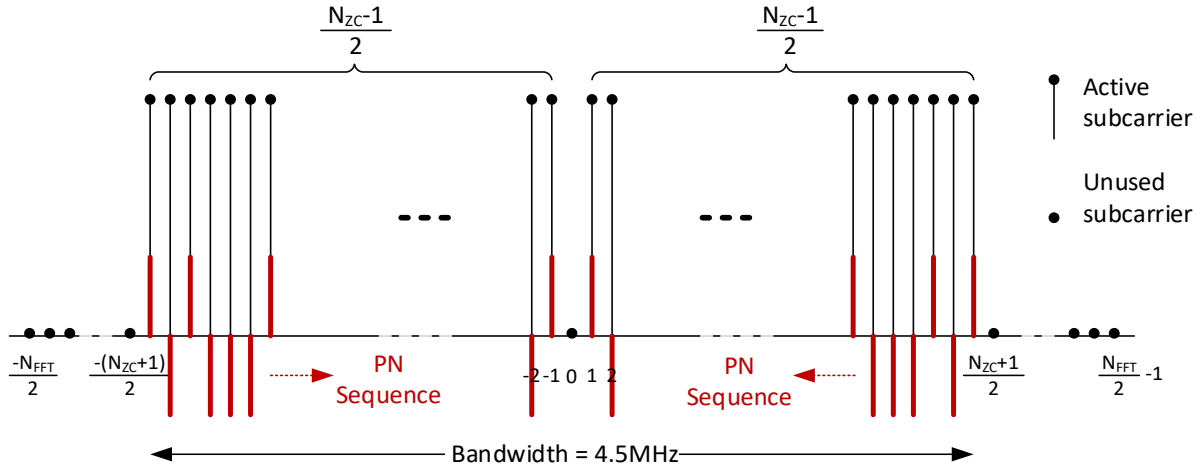 N_ZC-1
2
N_ZC-1
2
Active
subcarrier
Unused
subcarrier
-N_FFT
2
-(N_ZC+1)
2
PN
Sequence
-2 -1 0 1 2
PN
Sequence
N_ZC+1
2
N_FFT
2
-1
Bandwidth = 4.5MHz